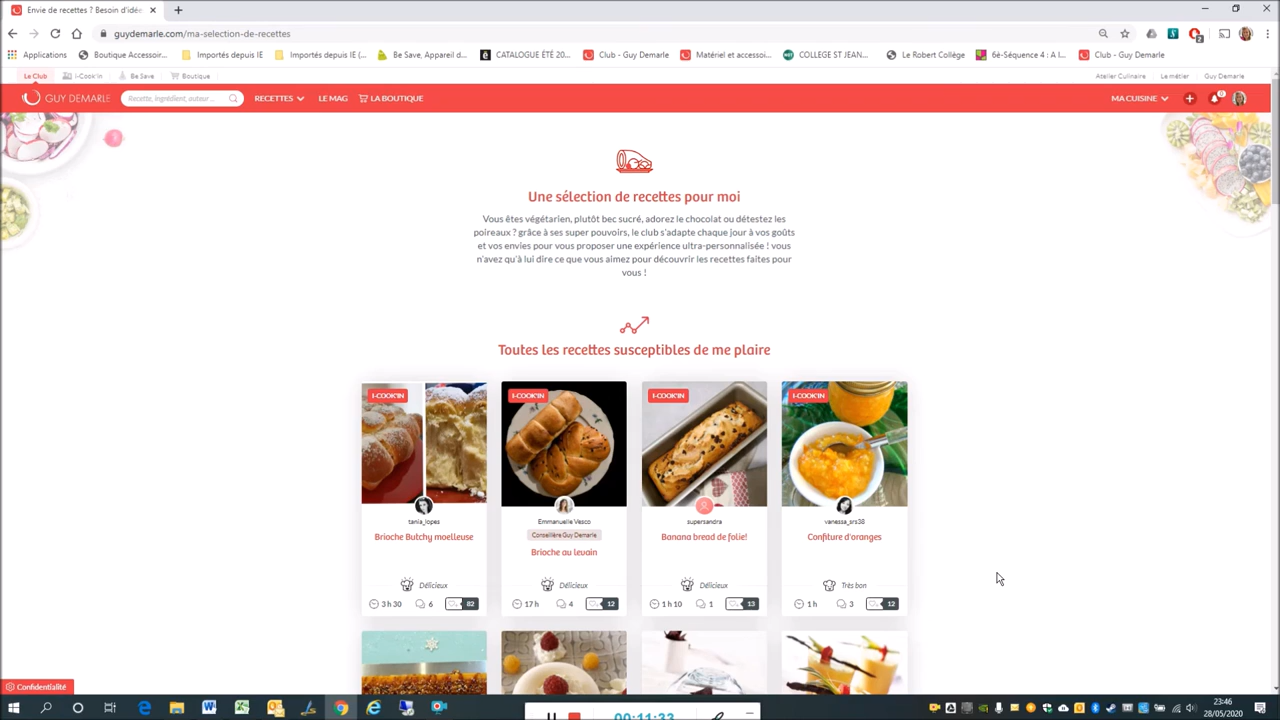 Envie de recettes ? Besoin d'idée
guydemarle.com/ma-selection-de-recettes
Applications
Boutique Accessoir...
Importés depuis IE
Importés depuis IE (...
Be Save, Appareil d...
CATALOGUE ÉTÉ 20...
Club - Guy Demarle
Matériel et accessoi...
COLLEGE ST JEAN...
Le Robert Collège
6é-Séquence 4 : A l...
Club - Guy Demarle
Le Club
i-Cook'in
Be Save
Boutique
Atelier Culinaire
Le métier
Guy Demarle
GUY DEMARLE
Recette, ingrédient, auteur ...
RECETTES
LE MAG
LA BOUTIQUE
MA CUISINE
0
Une sélection de recettes pour moi
Vous êtes végétarien, plutôt bec sucré, adorez le chocolat ou détestez les
poireaux ? grâce à ses super pouvoirs, le club s'adapte chaque jour à vos goûts
et vos envies pour vous proposer une expérience ultra-personnalisée ! vous
n'avez qu'à lui dire ce que vous aimez pour découvrir les recettes faites pour
vous !
Toutes les recettes susceptibles de me plaire
I-COOK'IN
I-COOK'IN
I-COOK'IN
I-COOK'IN
tania_lopes
Brioche Butchy moelleuse
Délicieux
3 h 30
6
82
Emmanuelle Vesco
Conseillère Guy Demarle
Brioche au levain
Délicieux
17 h
4
12
supersandra
Banana bread de folie!
Délicieux
1 h 10
1
13
vanessa_srs38
Confiture d'oranges
Très bon
1 h
3
12
Confidentialité
00:11:33
23:46
28/05/2020